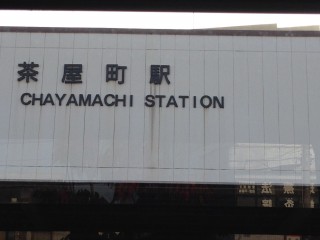 茶屋町駅
CHAYAMACHI STATION